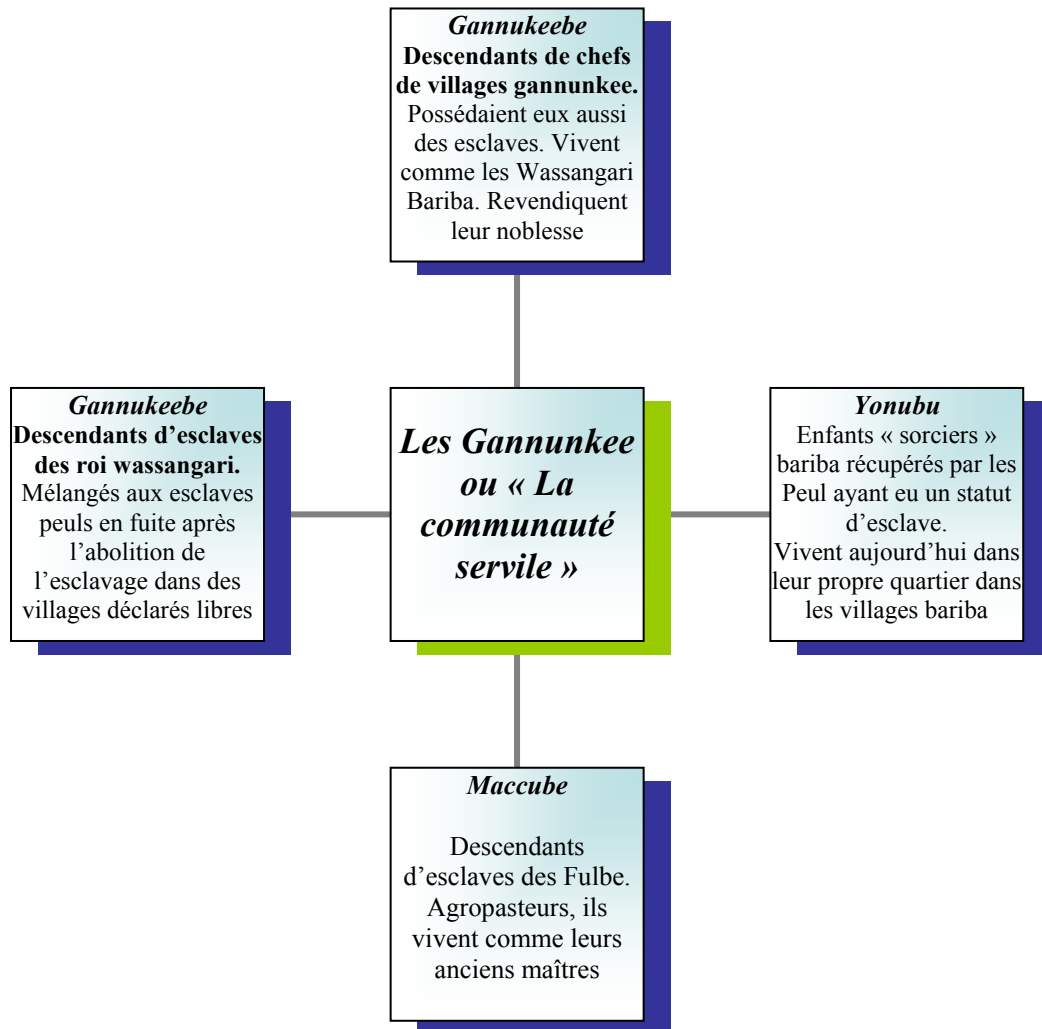 Gannukeebe
Descendants de chefs
de villages gannunkee.
Possédaient eux aussi
des esclaves. Vivent
comme les Wassangari
Bariba. Revendiquent
leur noblesse
Gannukeebe
Descendants d'esclaves
des roi wassangari.
Mélangés aux esclaves
peuls en fuite après
l'abolition de
l'esclavage dans des
villages déclarés libres
Les Gannunkee
ou « La
communauté
servile »
Yonubu
Enfants « sorciers »
bariba récupérés par les
Peul ayant eu un statut
d'esclave.
Vivent aujourd'hui dans
leur propre quartier dans
les villages bariba
Maccube
Descendants
d'esclaves des Fulbe.
Agropasteurs, ils
vivent comme leurs
anciens maîtres